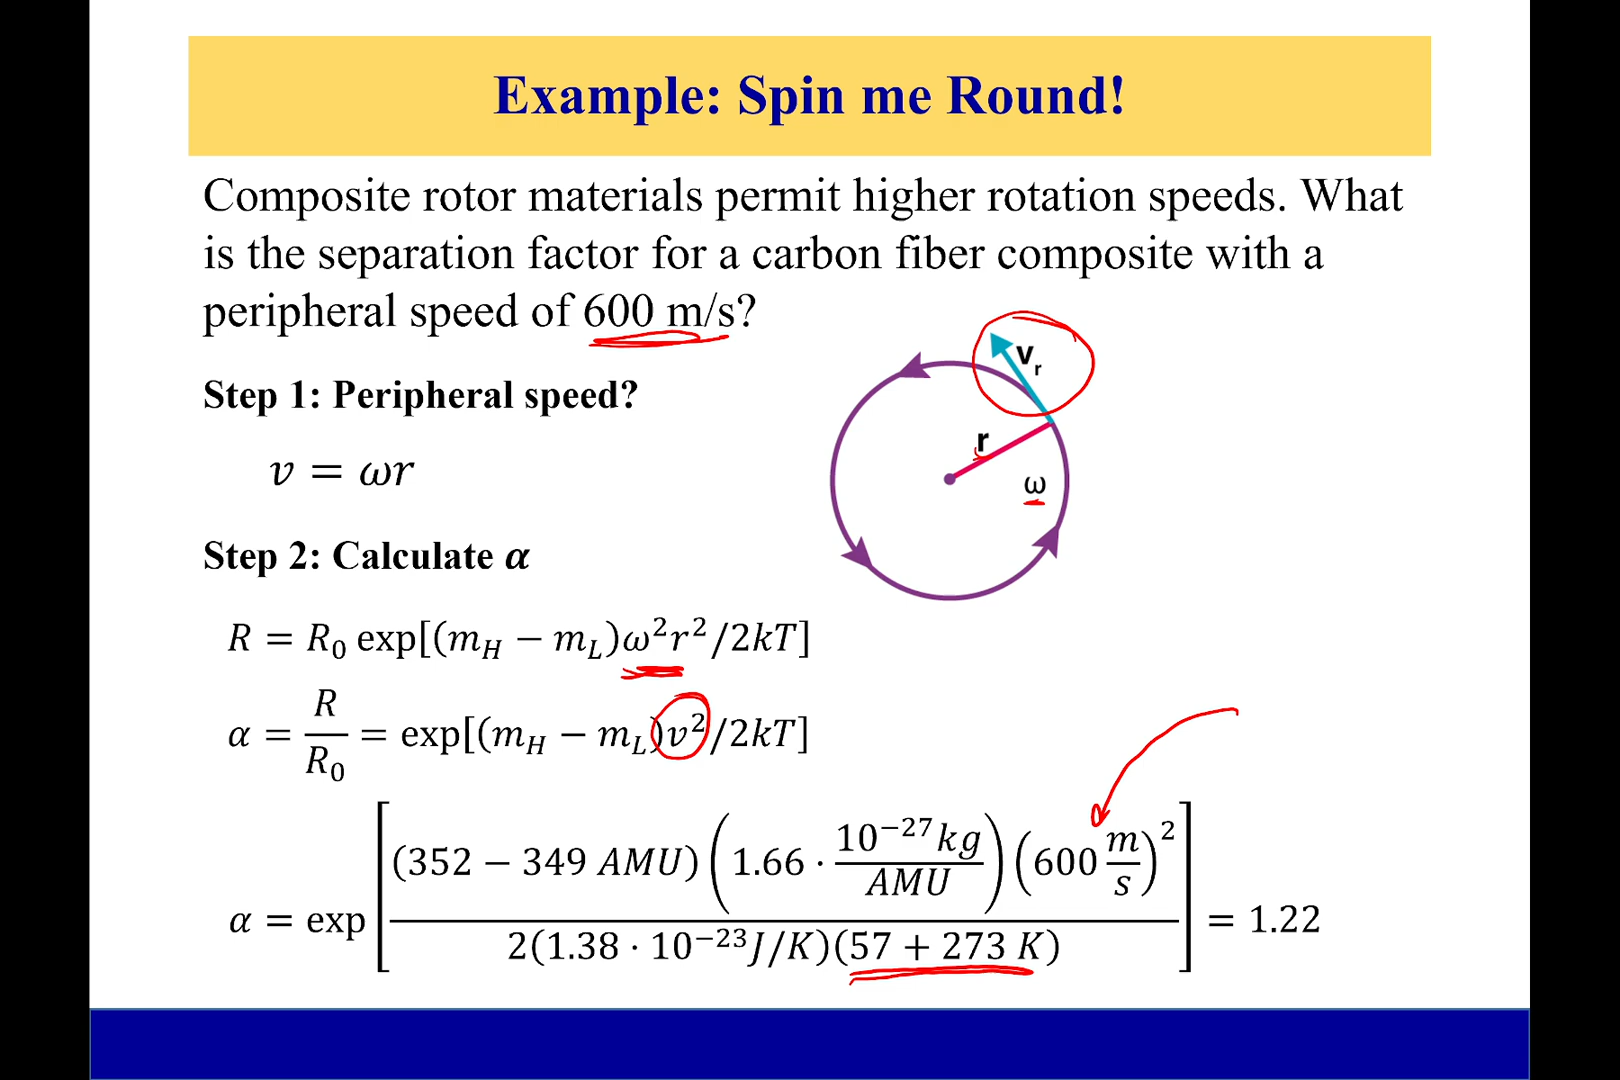 Example: Spin me Round!
Composite rotor materials permit higher rotation speeds. What
is the separation factor for a carbon fiber composite with a
peripheral speed of 600 m/s?
v_r
Step 1: Peripheral speed?
r
v = ωr
ω
Step 2: Calculate α
R = R₀ exp[(m_H − m_L)ω²r²/2kT]
α = R/R₀ = exp[(m_H − m_L)v²/2kT]
α = exp[(352 − 349 AMU)(1.66 · 10⁻²⁷kg/AMU)(600 m/s)² / 2(1.38 · 10⁻²³J/K)(57 + 273 K)] = 1.22